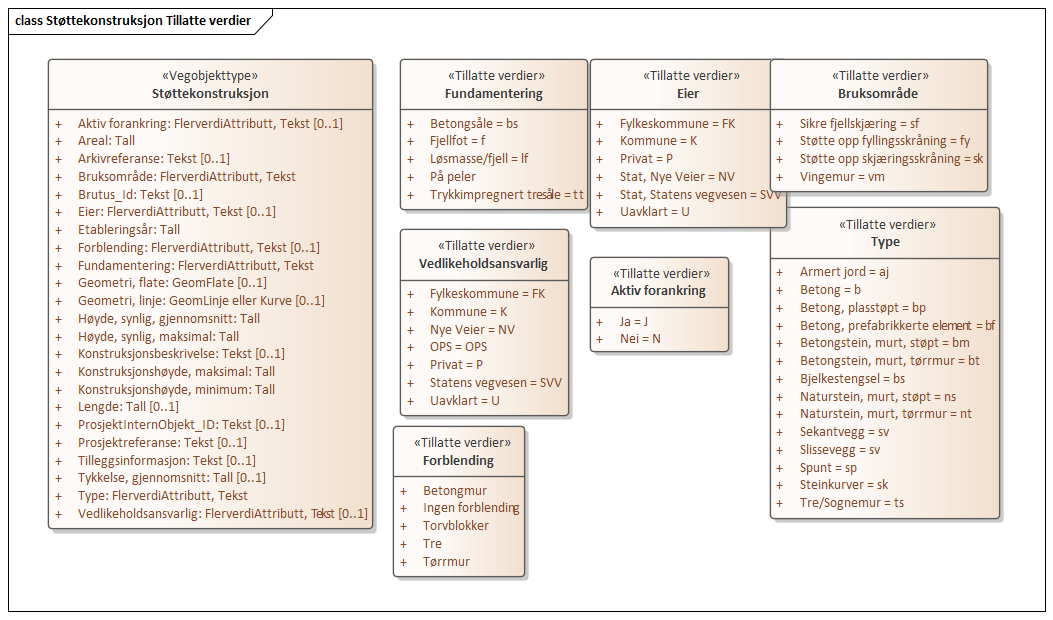 class Støttekonstruksjon Tillatte verdier
«Vegobjekttype»
Støttekonstruksjon
+ Aktiv forankring: FlerverdiAttributt, Tekst [0..1]
+ Areal: Tall
+ Arkivreferanse: Tekst [0..1]
+ Bruksområde: FlerverdiAttributt, Tekst
+ Brutus_Id: Tekst [0..1]
+ Eier: FlerverdiAttributt, Tekst [0..1]
+ Etableringsår: Tall
+ Forblending: FlerverdiAttributt, Tekst [0..1]
+ Fundamentering: FlerverdiAttributt, Tekst
+ Geometri, flate: GeomFlate [0..1]
+ Geometri, linje: GeomLinje eller Kurve [0..1]
+ Høyde, synlig, gjennomsnitt: Tall
+ Høyde, synlig, maksimal: Tall
+ Konstruksjonsbeskrivelse: Tekst [0..1]
+ Konstruksjonshøyde, maksimal: Tall
+ Konstruksjonshøyde, minimum: Tall
+ Lengde: Tall [0..1]
+ ProsjektInternObjekt_ID: Tekst [0..1]
+ Prosjektreferanse: Tekst [0..1]
+ Tilleggsinformasjon: Tekst [0..1]
+ Tykkelse, gjennomsnitt: Tall [0..1]
+ Type: FlerverdiAttributt, Tekst
+ Vedlikeholdsansvarlig: FlerverdiAttributt, Tekst [0..1]
«Tillatte verdier»
Fundamentering
+ Betongsåle = bs
+ Fjellfot = f
+ Løsmasse/fjell = lf
+ På peler
+ Trykkimpregnert tresåle = tt
«Tillatte verdier»
Vedlikeholdsansvarlig
+ Fylkeskommune = FK
+ Kommune = K
+ Nye Veier = NV
+ OPS = OPS
+ Privat = P
+ Statens vegvesen = SVV
+ Uavklart = U
«Tillatte verdier»
Forblending
+ Betongmur
+ Ingen forblending
+ Torvblokker
+ Tre
+ Tørrmur
«Tillatte verdier»
Eier
+ Fylkeskommune = FK
+ Kommune = K
+ Privat = P
+ Stat, Nye Veier = NV
+ Stat, Statens vegvesen = SVV
+ Uavklart = U
«Tillatte verdier»
Aktiv forankring
+ Ja = J
+ Nei = N
«Tillatte verdier»
Bruksområde
+ Sikre fjellskjæring = sf
+ Støtte opp fyllingsskråning = fy
+ Støtte opp skjæringsskråning = sk
+ Vingemur = vm
«Tillatte verdier»
Type
+ Armert jord = aj
+ Betong = b
+ Betong, plasstøpt = bp
+ Betong, prefabrikkerte element = bf
+ Betongstein, murt, støpt = bm
+ Betongstein, murt, tørrmur = bt
+ Bjelkestengsel = bs
+ Naturstein, murt, støpt = ns
+ Naturstein, murt, tørrmur = nt
+ Sekantvegg = sv
+ Slissevegg = sv
+ Spunt = sp
+ Steinkurver = sk
+ Tre/Sognemur = ts